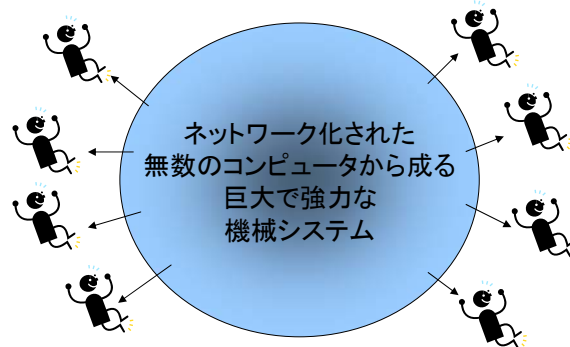 ネットワーク化された
無数のコンピュータから成る
巨大で強力な
機械システム